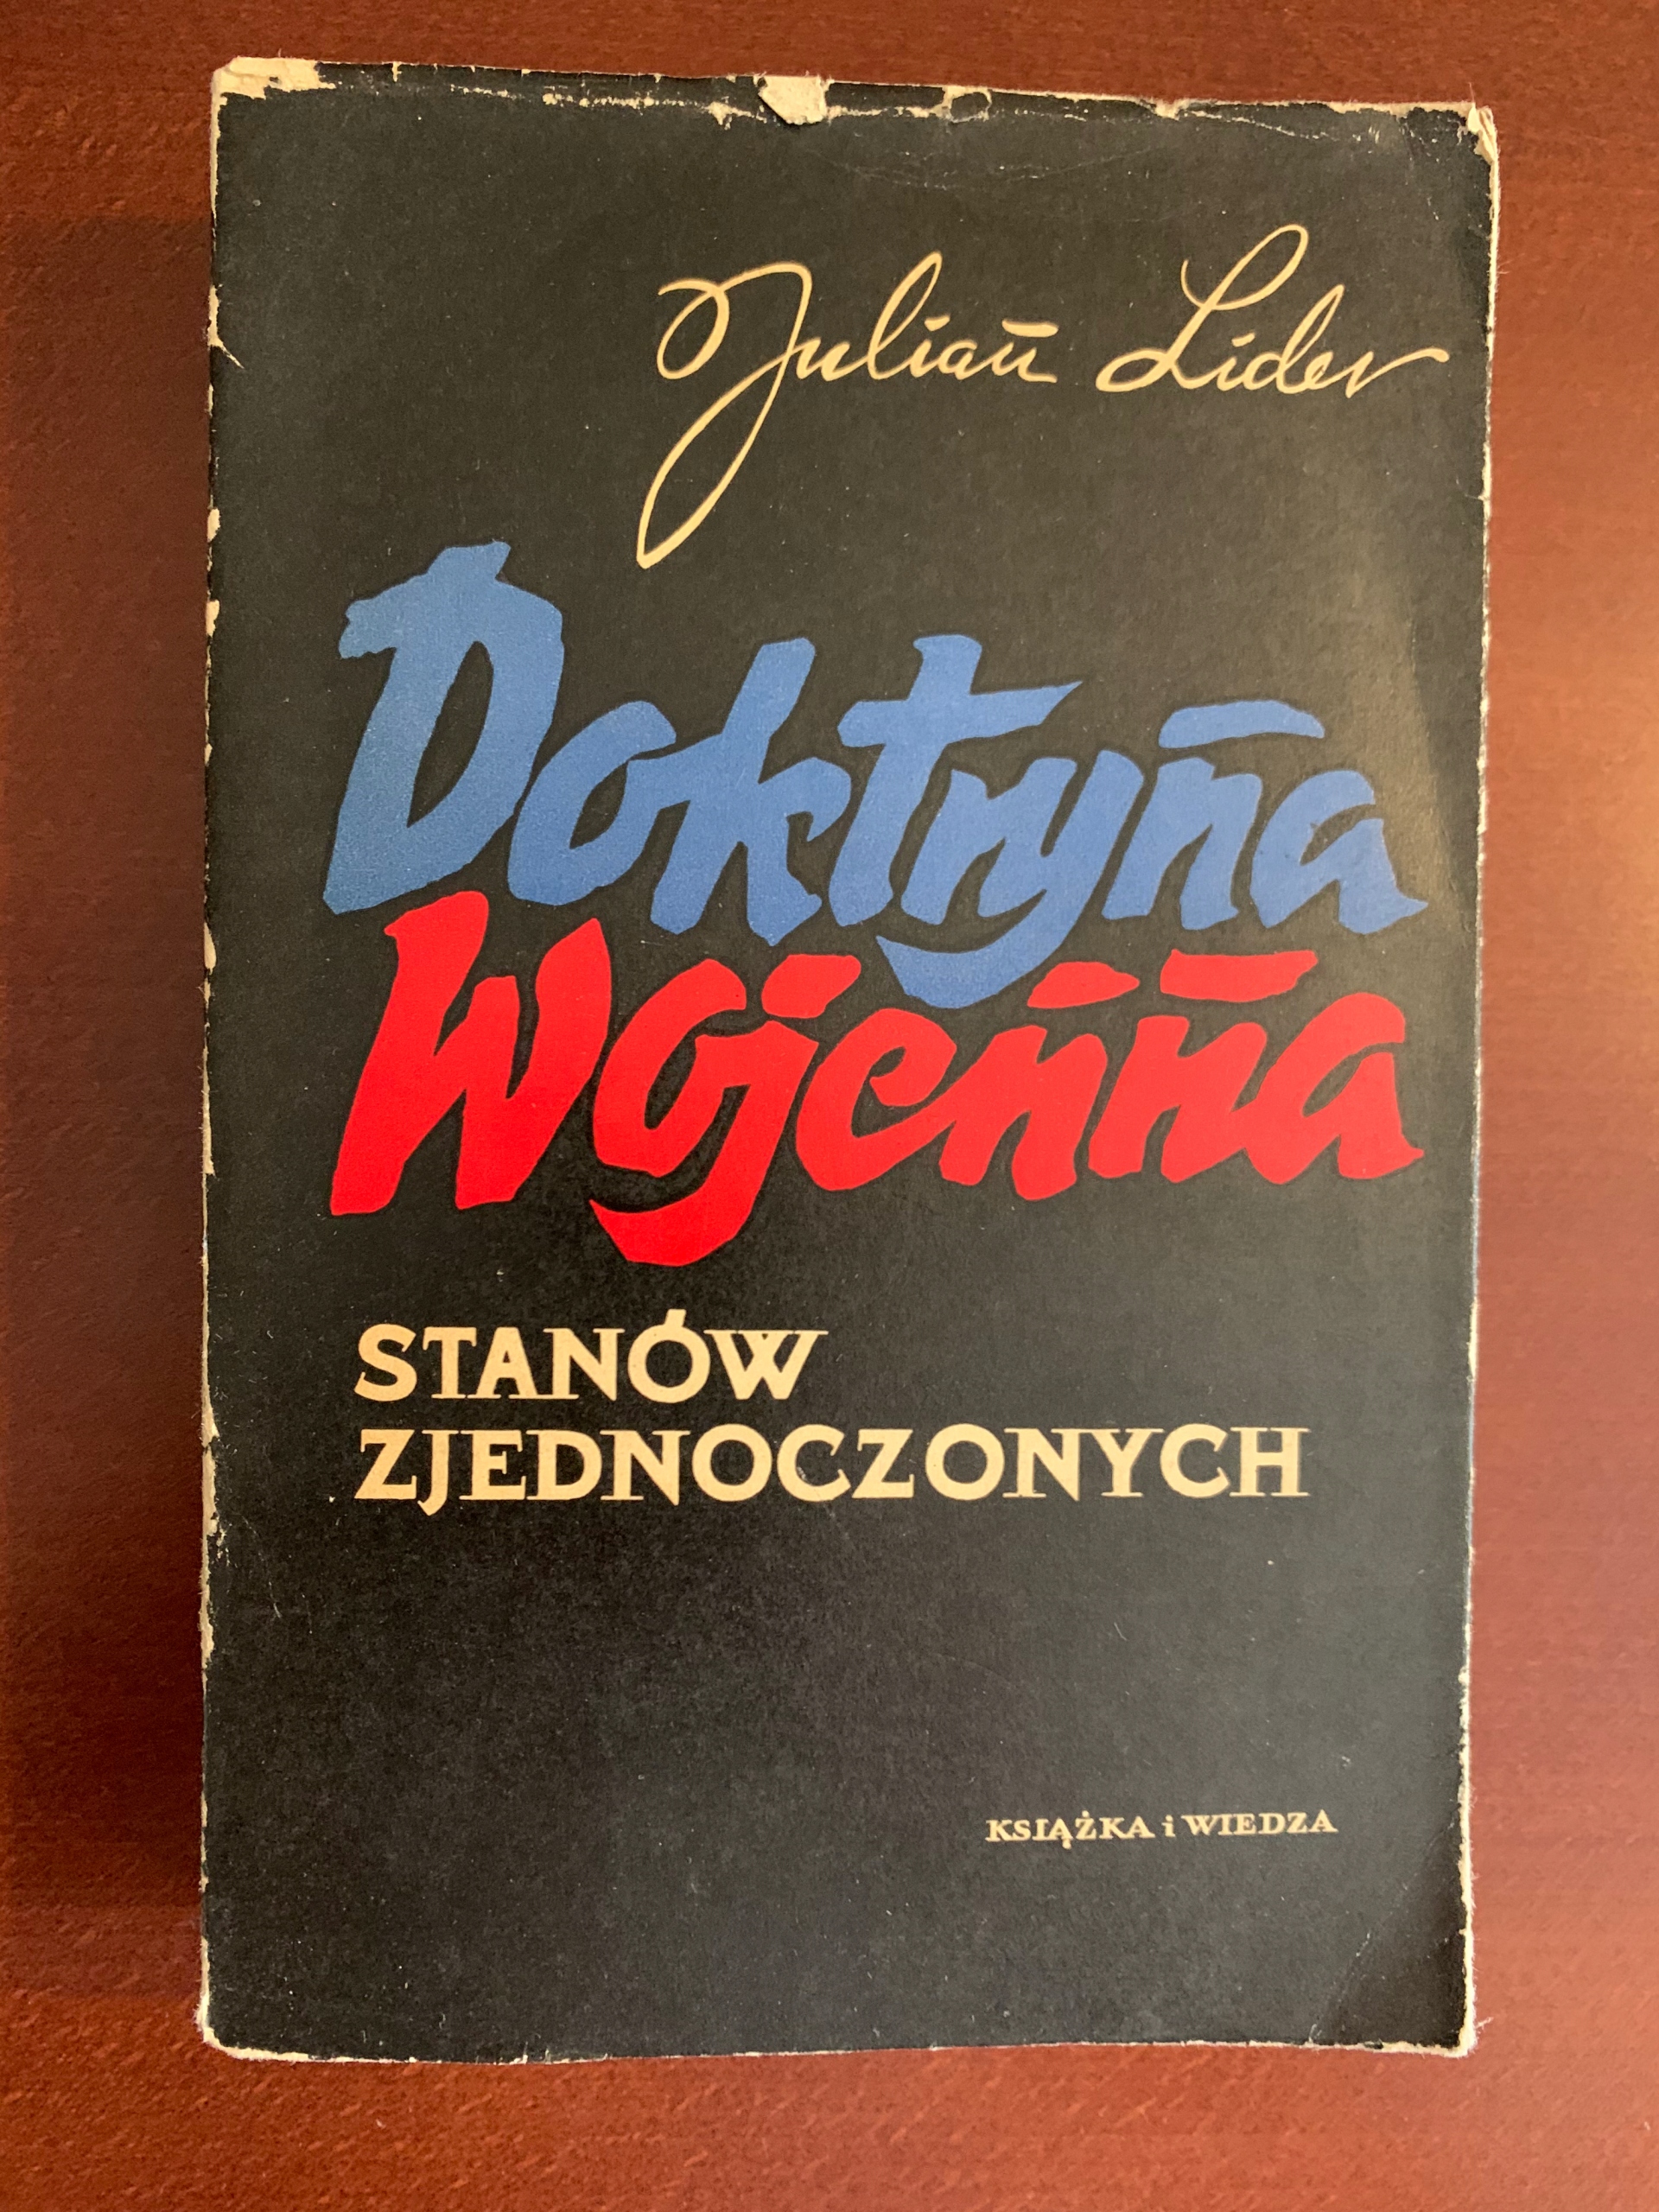 Julian Lider
Doktryna
Wojenna
STANÓW
ZJEDNOCZONYCH
KSIĄŻKA i WIEDZA